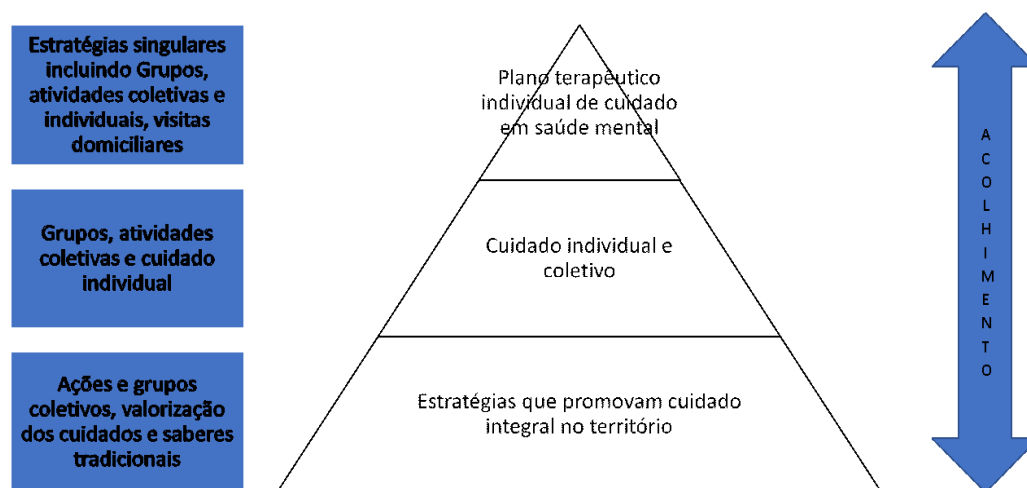 Estratégias singulares
incluindo Grupos,
atividades coletivas e
individuais, visitas
domiciliares
Plano terapêutico
individual de cuidado
em saúde mental
Grupos, atividades
coletivas e cuidado
individual
Cuidado individual e
coletivo
Ações e grupos
coletivos, valorização
dos cuidados e saberes
tradicionais
Estratégias que promovam cuidado
integral no território
A
C
O
L
H
I
M
E
N
T
O